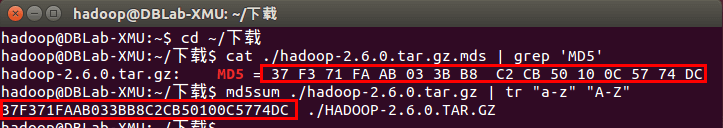 hadoop@DBLab-XMU: ~/下载
hadoop@DBLab-XMU:~$ cd ~/下载
hadoop@DBLab-XMU:~/下载$ cat ./hadoop-2.6.0.tar.gz.mds | grep 'MD5'
hadoop-2.6.0.tar.gz:    MD5 = 37 F3 71 FA AB 03 3B B8  C2 CB 50 10 0C 57 74 DC
hadoop@DBLab-XMU:~/下载$ md5sum ./hadoop-2.6.0.tar.gz | tr "a-z" "A-Z"
37F371FAAB033BB8C2CB50100C5774DC  ./HADOOP-2.6.0.TAR.GZ
hadoop@DBLab-XMU:~/下载$